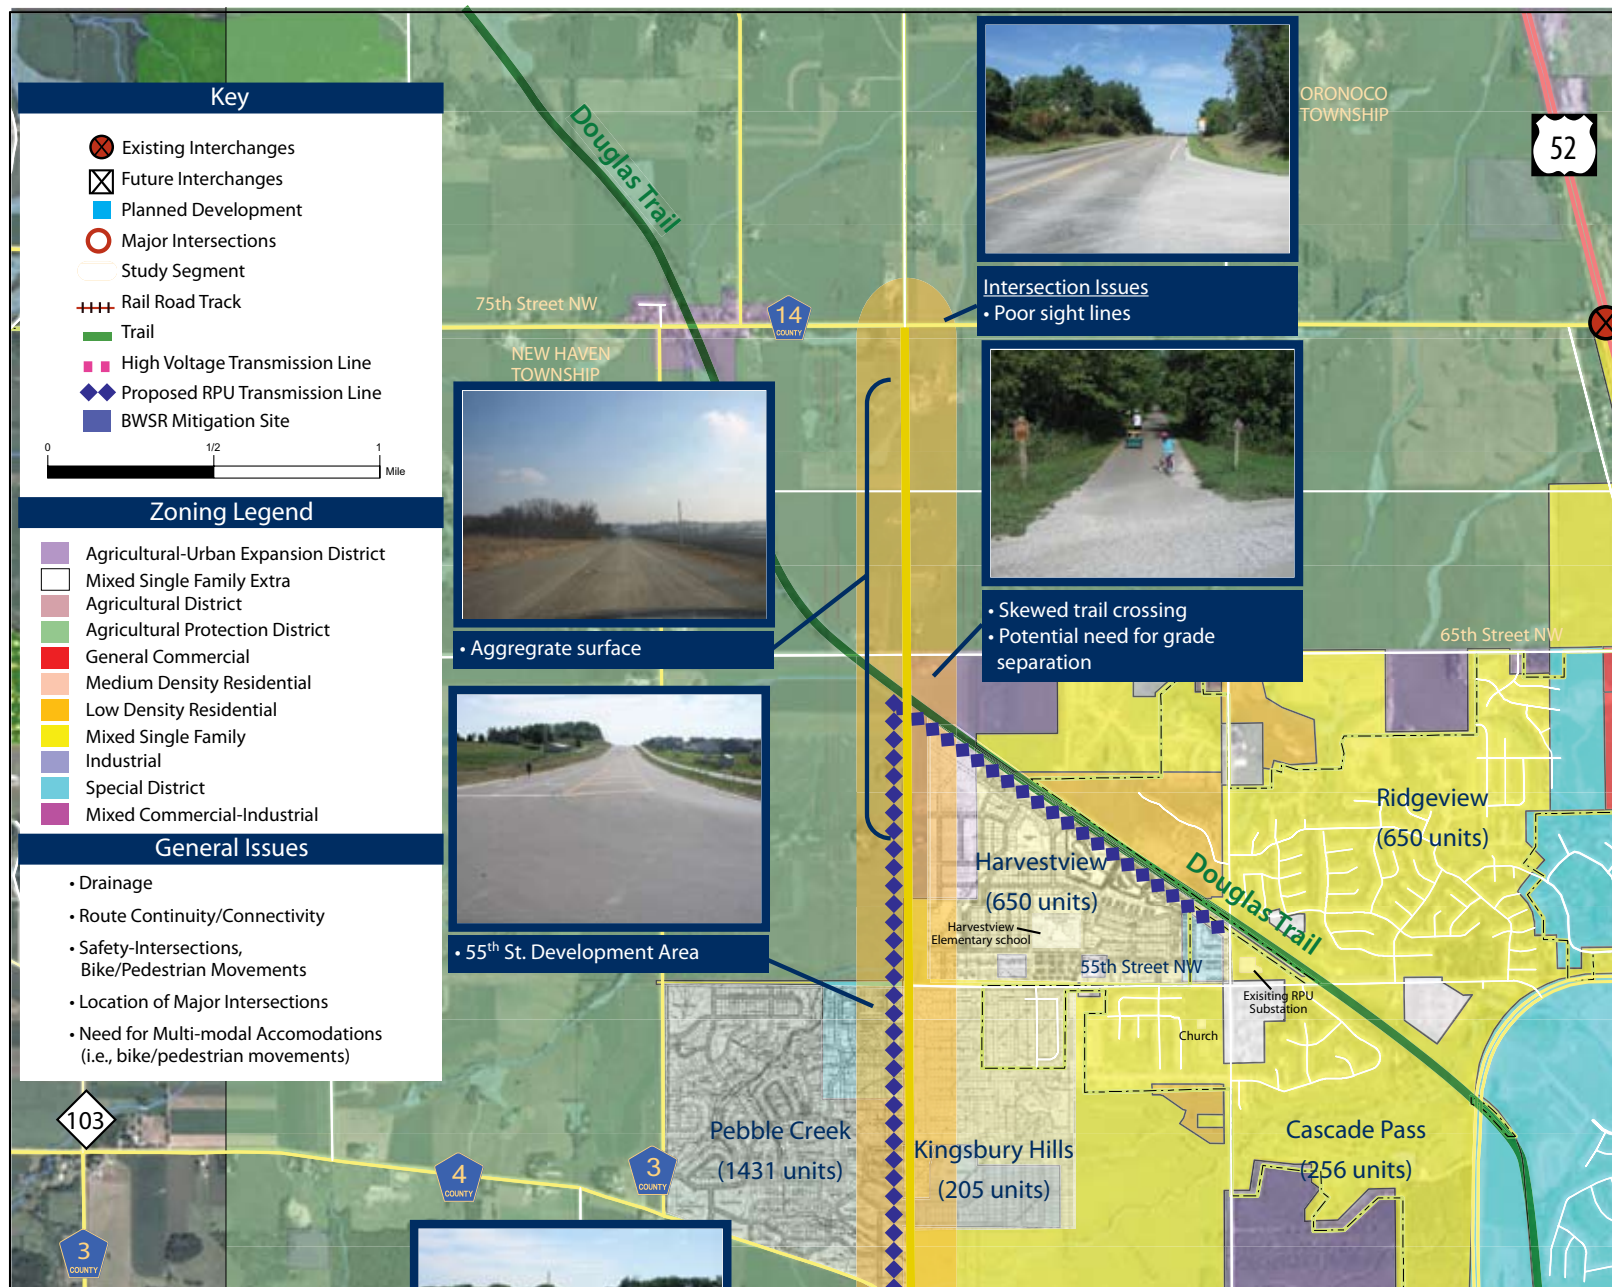 Key
Existing Interchanges
Future Interchanges
Planned Development
Major Intersections
Study Segment
Rail Road Track
Trail
High Voltage Transmission Line
Proposed RPU Transmission Line
BWSR Mitigation Site
0 1/2 1
Mile
Zoning Legend
Agricultural-Urban Expansion District
Mixed Single Family Extra
Agricultural District
Agricultural Protection District
General Commercial
Medium Density Residential
Low Density Residential
Mixed Single Family
Industrial
Special District
Mixed Commercial-Industrial
General Issues
• Drainage
• Route Continuity/Connectivity
• Safety-Intersections,
Bike/Pedestrian Movements
• Location of Major Intersections
• Need for Multi-modal Accomodations
(i.e., bike/pedestrian movements)
103
3
COUNTY
4
COUNTY
3
COUNTY
Douglas Trail
75th Street NW
14
COUNTY
NEW HAVEN
TOWNSHIP
ORONOCO
TOWNSHIP
52
Intersection Issues
• Poor sight lines
• Aggregrate surface
• Skewed trail crossing
• Potential need for grade
separation
65th Street NW
• 55th St. Development Area
Ridgeview
(650 units)
Harvestview
(650 units)
Douglas Trail
Harvestview
Elementary school
55th Street NW
Exisiting RPU
Substation
Church
Pebble Creek
(1431 units)
Kingsbury Hills
(205 units)
Cascade Pass
(256 units)